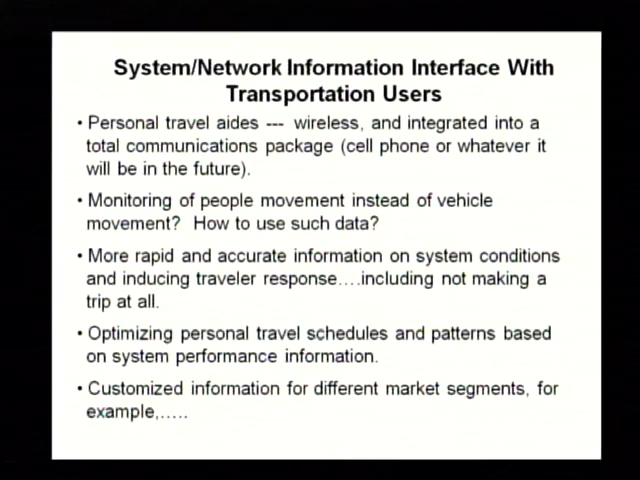 System/Network Information Interface With
Transportation Users
• Personal travel aides --- wireless, and integrated into a
total communications package (cell phone or whatever it
will be in the future).
• Monitoring of people movement instead of vehicle
movement? How to use such data?
• More rapid and accurate information on system conditions
and inducing traveler response….including not making a
trip at all.
• Optimizing personal travel schedules and patterns based
on system performance information.
• Customized information for different market segments, for
example,…..